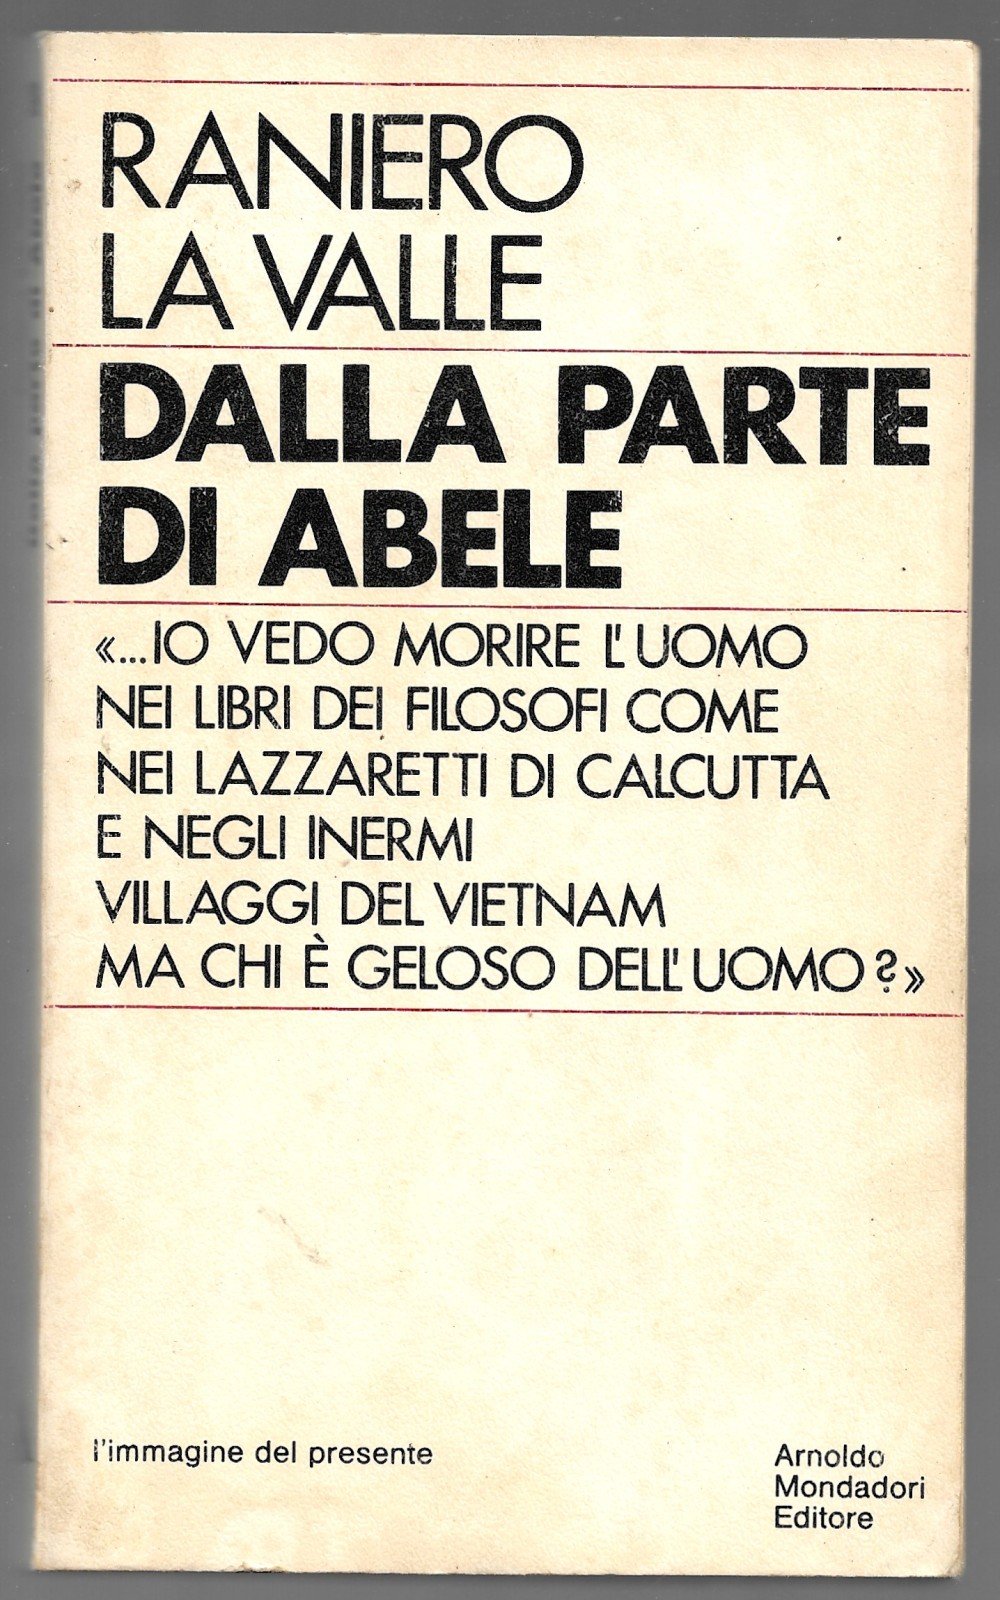 RANIERO
LA VALLE
DALLA PARTE
DI ABELE
«...IO VEDO MORIRE L'UOMO
NEI LIBRI DEI FILOSOFI COME
NEI LAZZARETTI DI CALCUTTA
E NEGLI INERMI
VILLAGGI DEL VIETNAM
MA CHI È GELOSO DELL'UOMO?»
l'immagine del presente
Arnoldo
Mondadori
Editore